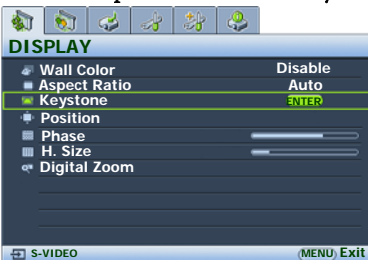 DISPLAY
Wall Color Disable
Aspect Ratio Auto
Keystone ENTER
Position
Phase
H. Size
Digital Zoom
S-VIDEO MENU Exit